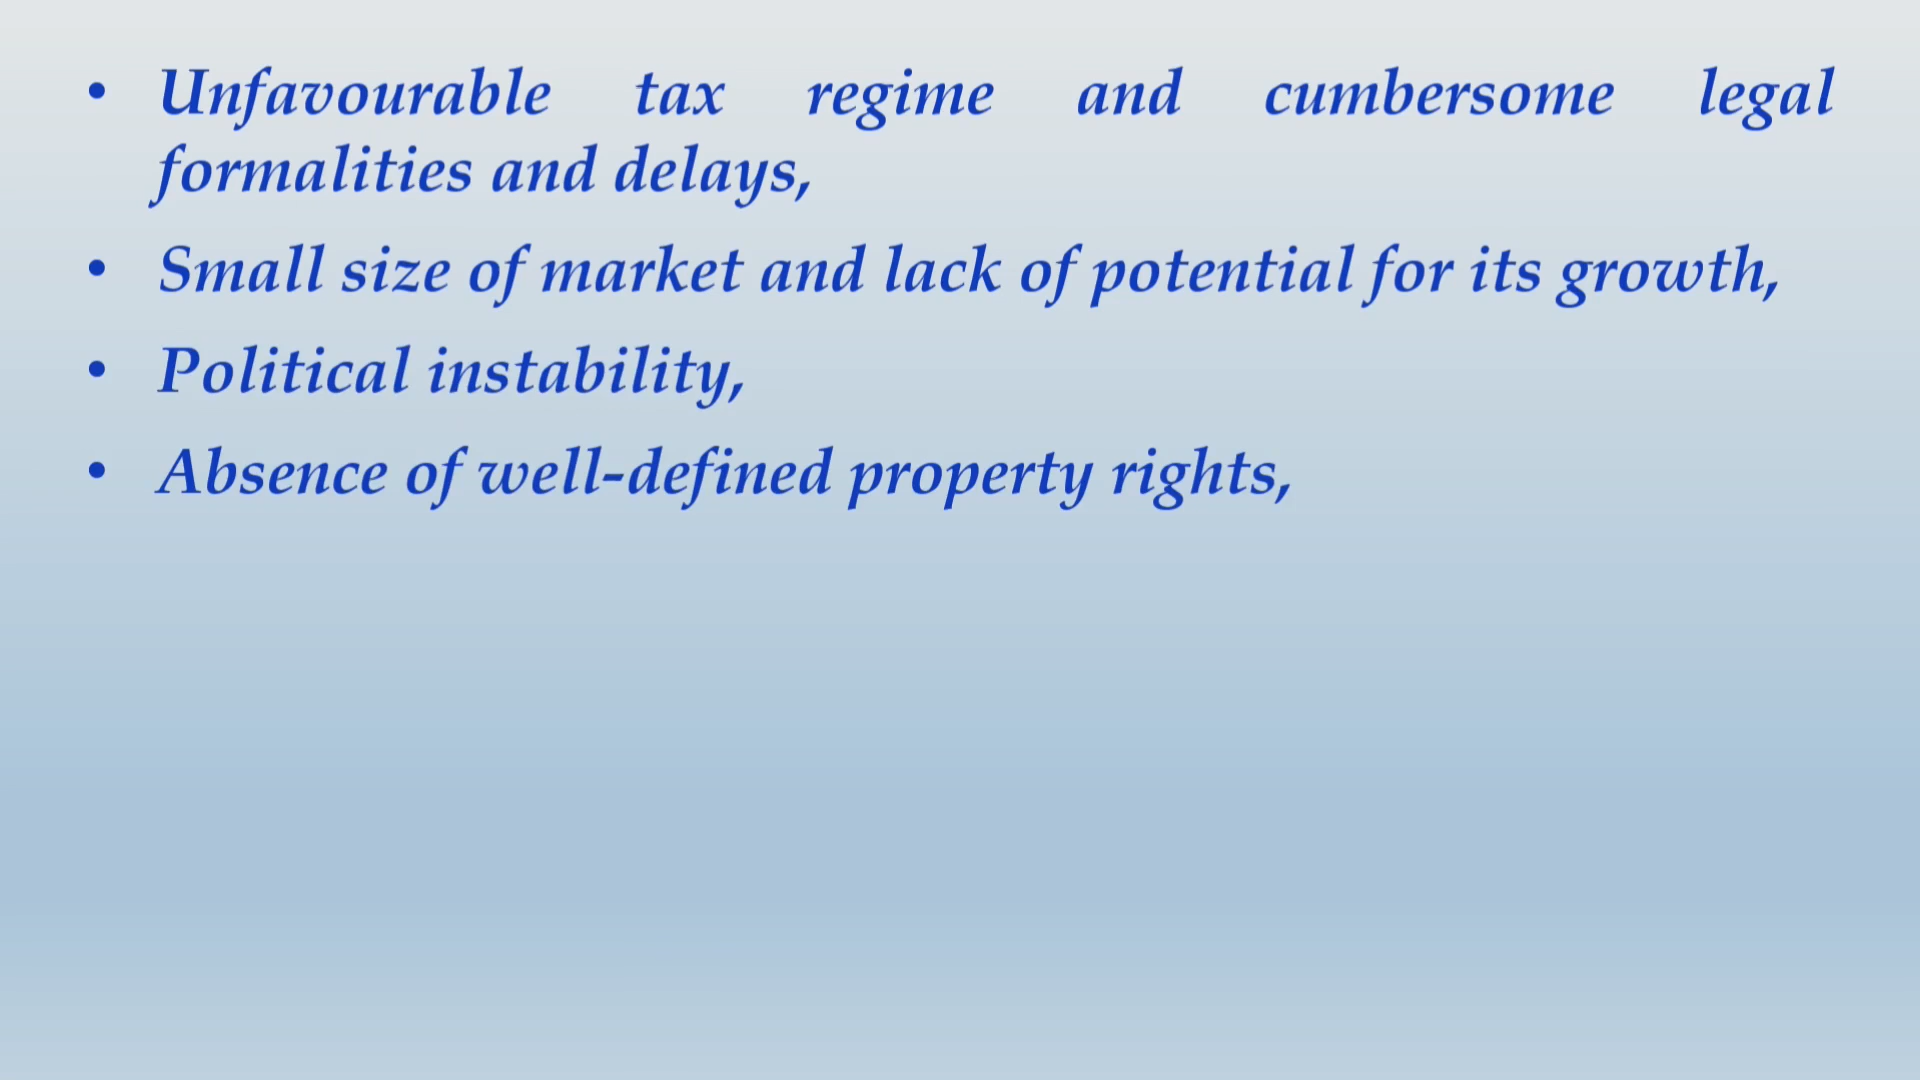 • Unfavourable tax regime and cumbersome legal
formalities and delays,
• Small size of market and lack of potential for its growth,
• Political instability,
• Absence of well-defined property rights,